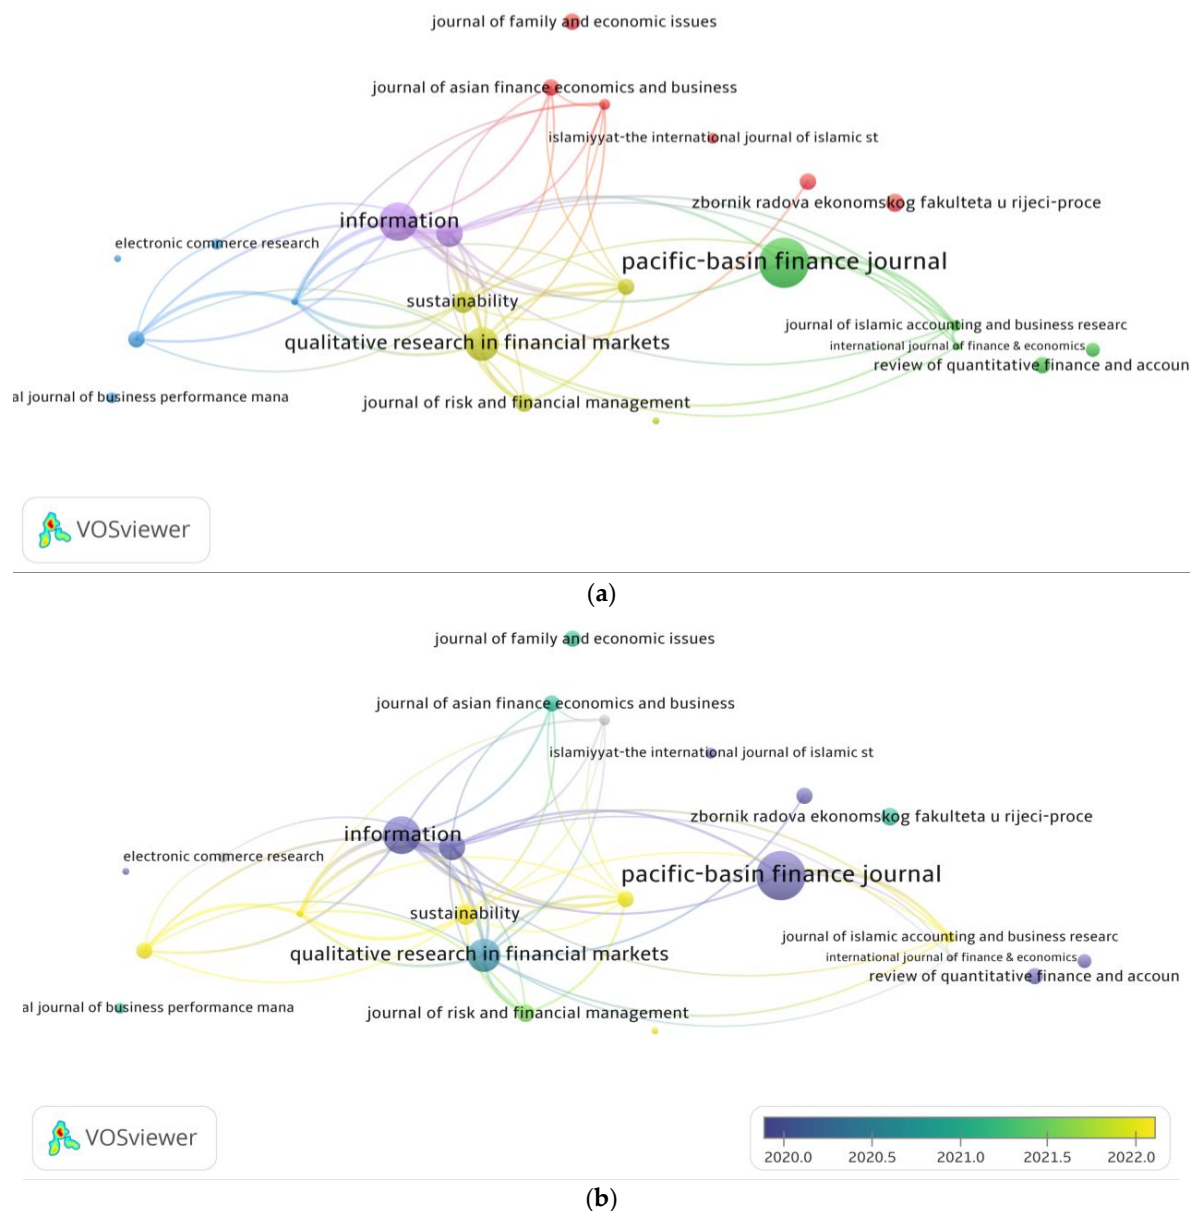 journal of family and economic issues
journal of asian finance economics and business
islamiyyat-the international journal of islamic st
zbornik radova ekonomskog fakulteta u rijeci-proce
information
electronic commerce research
pacific-basin finance journal
sustainability
journal of islamic accounting and business researc
qualitative research in financial markets
international journal of finance & economics
review of quantitative finance and accoun
al journal of business performance mana
journal of risk and financial management
VOSviewer
(a)
journal of family and economic issues
journal of asian finance economics and business
islamiyyat-the international journal of islamic st
zbornik radova ekonomskog fakulteta u rijeci-proce
information
electronic commerce research
pacific-basin finance journal
sustainability
journal of islamic accounting and business researc
qualitative research in financial markets
international journal of finance & economics
review of quantitative finance and accoun
al journal of business performance mana
journal of risk and financial management
VOSviewer
2020.0 2020.5 2021.0 2021.5 2022.0
(b)